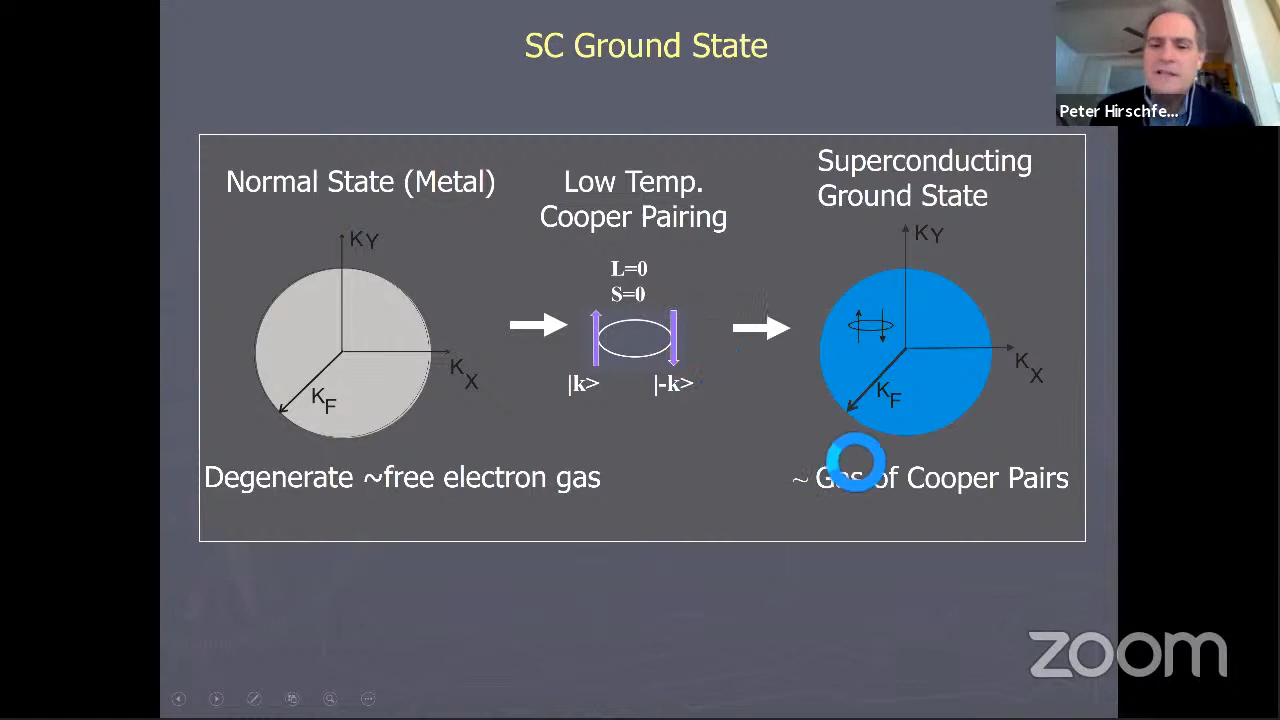 SC Ground State
Peter Hirschfe...
Normal State (Metal)
Low Temp.
Cooper Pairing
Superconducting
Ground State
L=0
S=0
|k>
|-k>
KY
KX
KF
KY
KX
KF
Degenerate ~free electron gas
~ Gas of Cooper Pairs
zoom